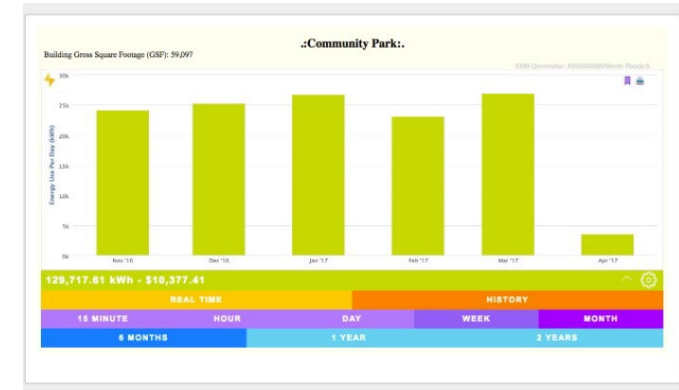 .:Community Park:.
Building Gross Square Footage (GSF): 59,097
30k
25k
20k
15k
10k
5k
0k
Energy Use Per Day (kWh)
Nov '16
Dec '16
Jan '17
Feb '17
Mar '17
Apr '17
129,717.61 kWh - $10,377.41
REAL TIME HISTORY
15 MINUTE HOUR DAY WEEK MONTH
6 MONTHS 1 YEAR 2 YEARS